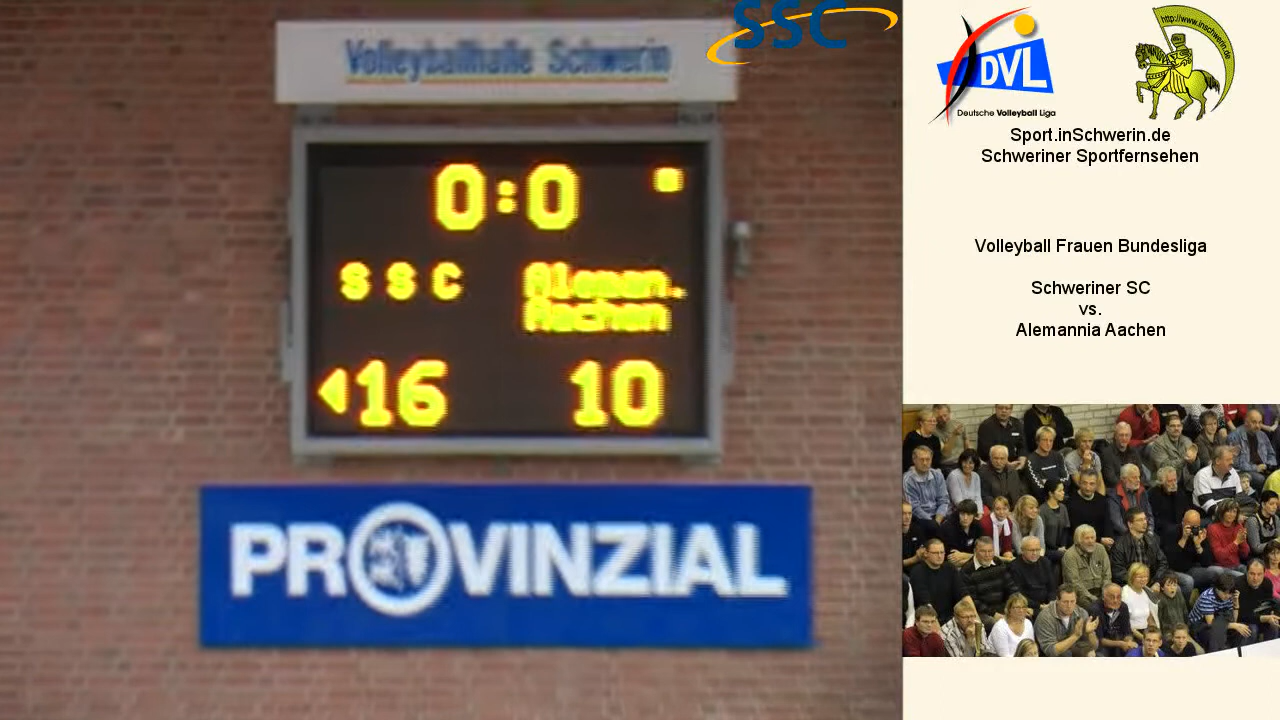 SSC
Volleyballhalle Schwerin
0:0
SSC
Aleman.
Aachen
16 10
PROVINZIAL
DVL
Deutsche Volleyball Liga
http://www.inschwerin.de
Sport.inSchwerin.de
Schweriner Sportfernsehen
Volleyball Frauen Bundesliga
Schweriner SC
vs.
Alemannia Aachen